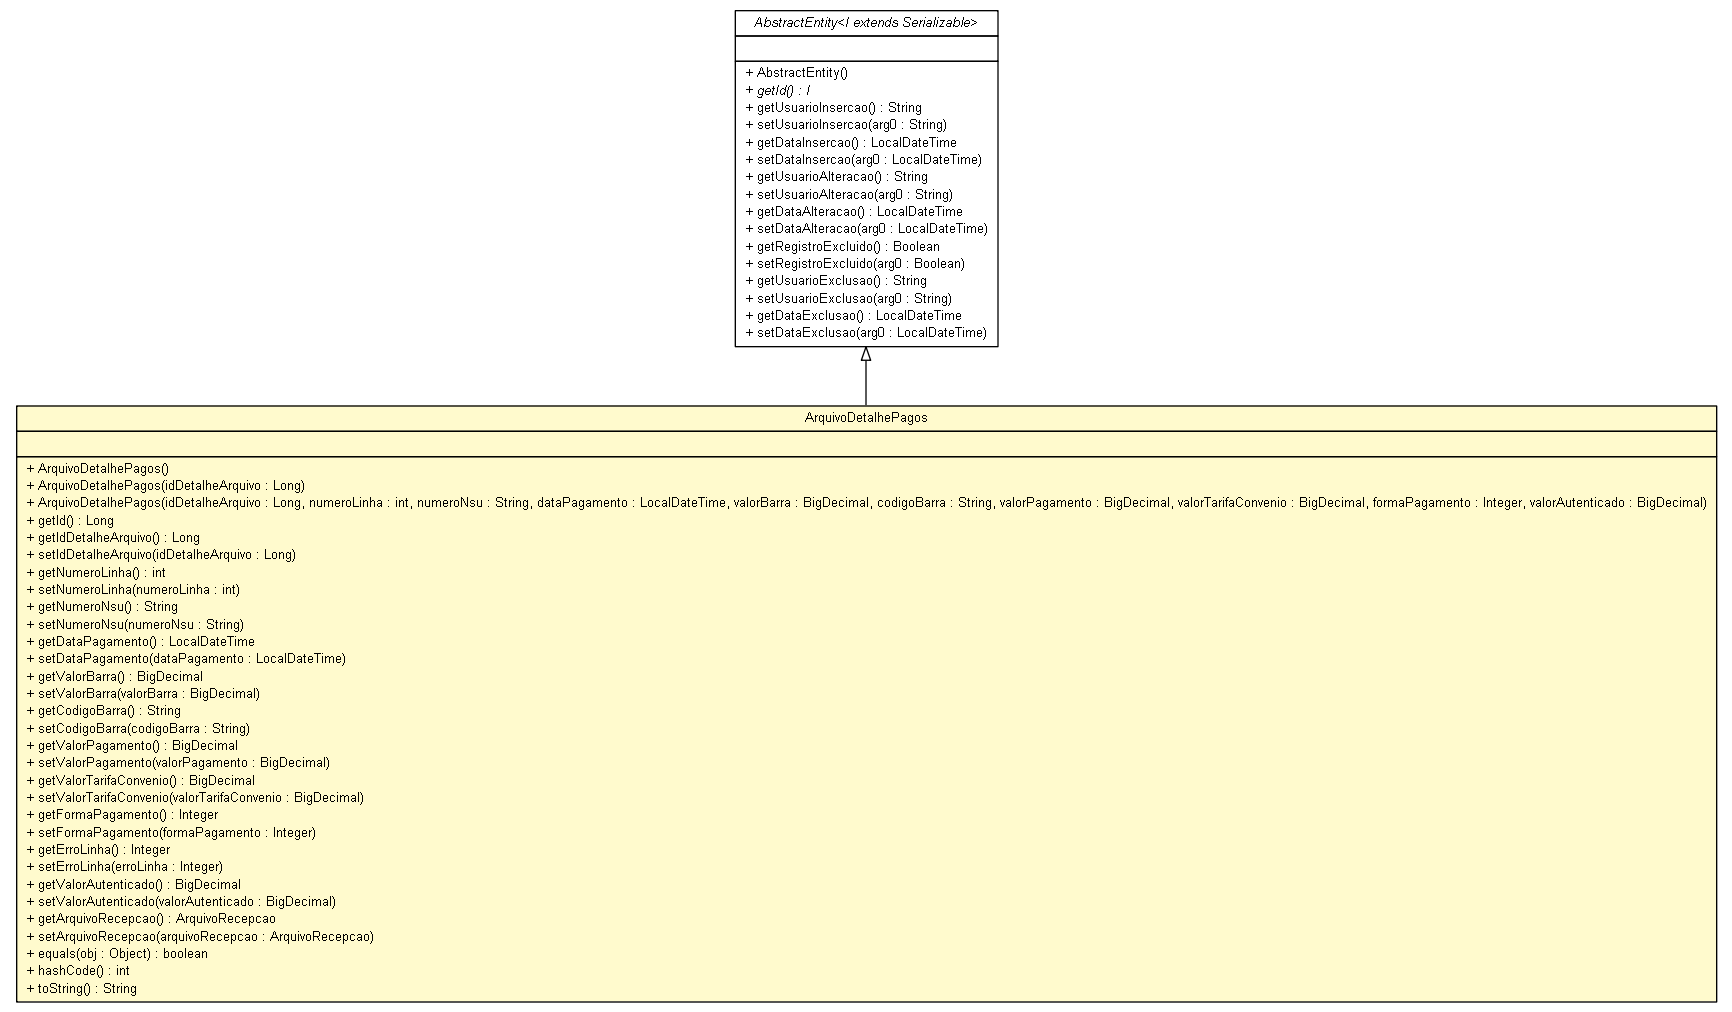 AbstractEntity<I extends Serializable>
+ AbstractEntity()
+ getId() : I
+ getUsuarioInsercao() : String
+ setUsuarioInsercao(arg0 : String)
+ getDataInsercao() : LocalDateTime
+ setDataInsercao(arg0 : LocalDateTime)
+ getUsuarioAlteracao() : String
+ setUsuarioAlteracao(arg0 : String)
+ getDataAlteracao() : LocalDateTime
+ setDataAlteracao(arg0 : LocalDateTime)
+ getRegistroExcluido() : Boolean
+ setRegistroExcluido(arg0 : Boolean)
+ getUsuarioExclusao() : String
+ setUsuarioExclusao(arg0 : String)
+ getDataExclusao() : LocalDateTime
+ setDataExclusao(arg0 : LocalDateTime)
ArquivoDetalhePagos
+ ArquivoDetalhePagos()
+ ArquivoDetalhePagos(idDetalheArquivo : Long)
+ ArquivoDetalhePagos(idDetalheArquivo : Long, numeroLinha : int, numeroNsu : String, dataPagamento : LocalDateTime, valorBarra : BigDecimal, codigoBarra : String, valorPagamento : BigDecimal, valorTarifaConvenio : BigDecimal, formaPagamento : Integer, valorAutenticado : BigDecimal)
+ getId() : Long
+ getIdDetalheArquivo() : Long
+ setIdDetalheArquivo(idDetalheArquivo : Long)
+ getNumeroLinha() : int
+ setNumeroLinha(numeroLinha : int)
+ getNumeroNsu() : String
+ setNumeroNsu(numeroNsu : String)
+ getDataPagamento() : LocalDateTime
+ setDataPagamento(dataPagamento : LocalDateTime)
+ getValorBarra() : BigDecimal
+ setValorBarra(valorBarra : BigDecimal)
+ getCodigoBarra() : String
+ setCodigoBarra(codigoBarra : String)
+ getValorPagamento() : BigDecimal
+ setValorPagamento(valorPagamento : BigDecimal)
+ getValorTarifaConvenio() : BigDecimal
+ setValorTarifaConvenio(valorTarifaConvenio : BigDecimal)
+ getFormaPagamento() : Integer
+ setFormaPagamento(formaPagamento : Integer)
+ getErroLinha() : Integer
+ setErroLinha(erroLinha : Integer)
+ getValorAutenticado() : BigDecimal
+ setValorAutenticado(valorAutenticado : BigDecimal)
+ getArquivoRecepcao() : ArquivoRecepcao
+ setArquivoRecepcao(arquivoRecepcao : ArquivoRecepcao)
+ equals(obj : Object) : boolean
+ hashCode() : int
+ toString() : String